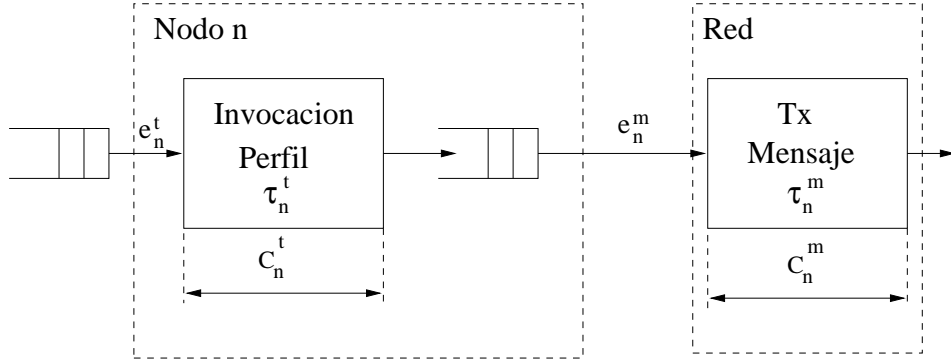 Nodo n
Red
e_n^t
Invocacion
Perfil
τ_n^t
e_n^m
Tx
Mensaje
τ_n^m
C_n^t
C_n^m